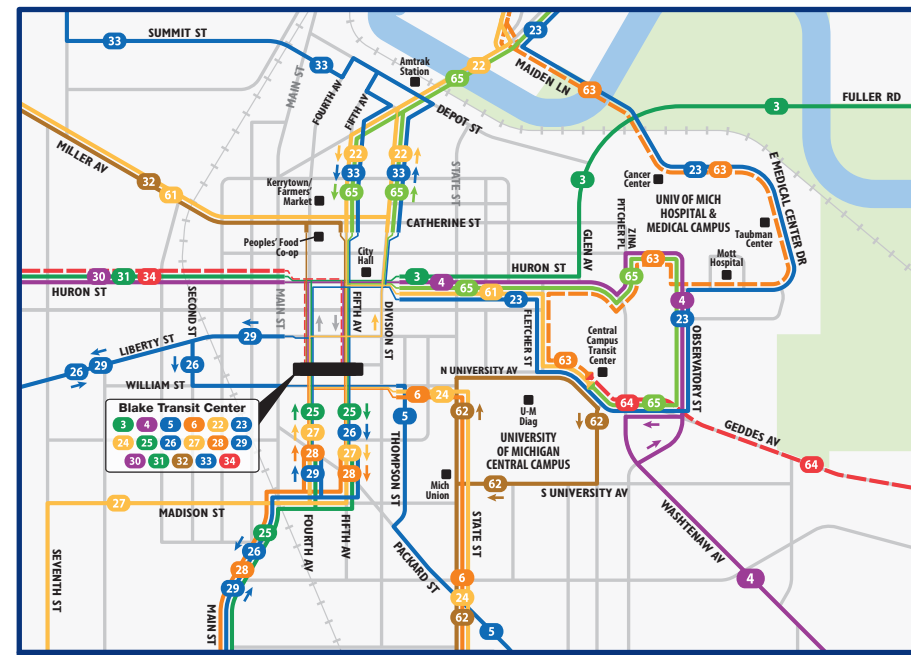 23
SUMMIT ST
33
Amtrak
Station
22
33
65
MAIDEN LN
63
MAIN ST
FOURTH AV
FIFTH AV
FULLER RD
3
DEPOT ST
MILLER AV
32
61
22
22
33
33
65
65
STATE ST
Kerrytown/
Farmers'
Market
Cancer
Center
3
23
63
E MEDICAL CENTER DR
UNIV OF MICH
HOSPITAL &
MEDICAL CAMPUS
Taubman
Center
CATHERINE ST
Peoples' Food
Co-op
City
Hall
GLEN AV
ZINA
PITCHER PL
63
65
Mott
Hospital
30
31
34
HURON ST
3
HURON ST
4
65
61
23
4
23
SECOND ST
MAIN ST
FIFTH AV
DIVISION ST
FLETCHER ST
OBSERVATORY ST
29
LIBERTY ST
26
29
26
Central
Campus
Transit
Center
63
N UNIVERSITY AV
WILLIAM ST
6
24
64
65
Blake Transit Center
3
4
5
6
22
23
24
25
26
27
28
29
30
31
32
33
34
25
25
27
26
28
27
29
28
5
62
U-M
Diag
62
GEDDES AV
64
THOMPSON ST
UNIVERSITY
OF MICHIGAN
CENTRAL CAMPUS
Mich
Union
62
S UNIVERSITY AV
27
MADISON ST
SEVENTH ST
25
26
28
29
MAIN ST
FOURTH AV
FIFTH AV
PACKARD ST
STATE ST
WASHTENAW AV
6
24
62
4
5